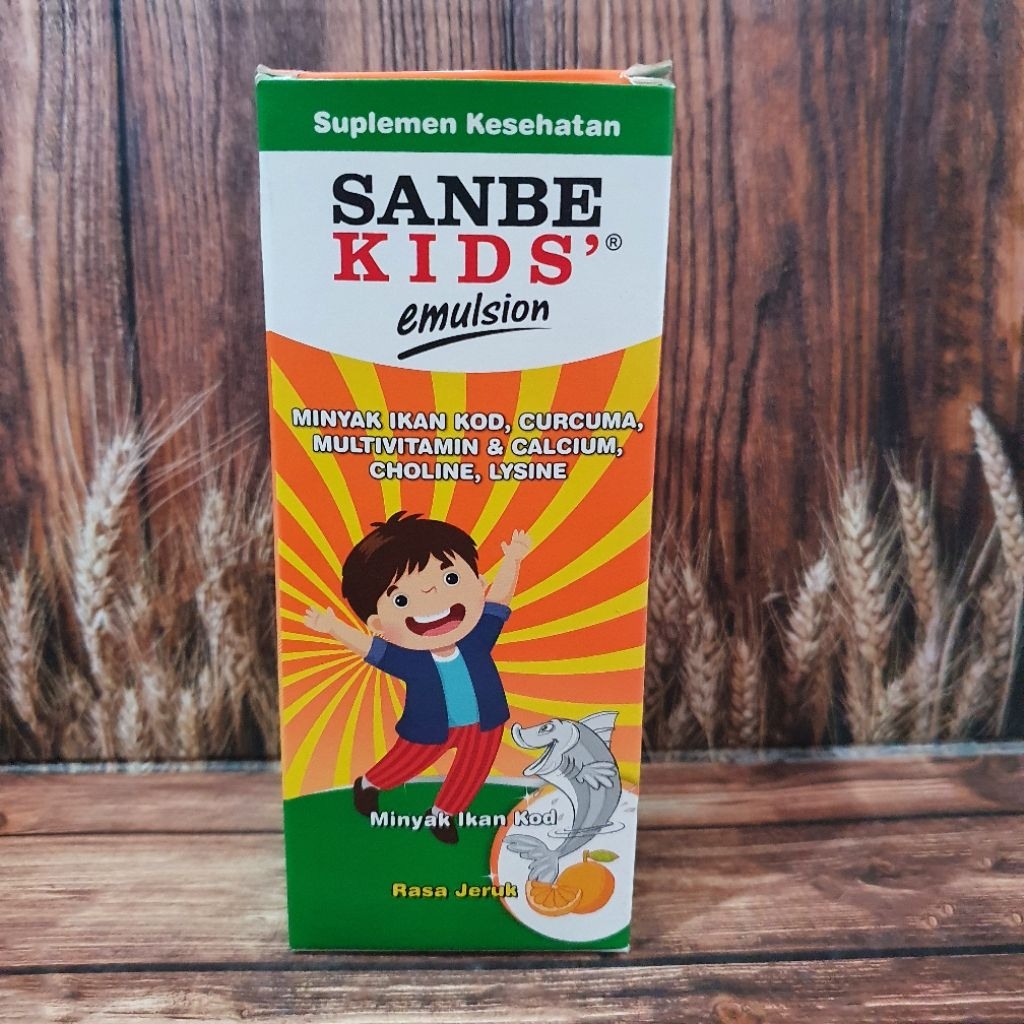 Suplemen Kesehatan
SANBE
KIDS'®
emulsion
MINYAK IKAN KOD, CURCUMA,
MULTIVITAMIN & CALCIUM,
CHOLINE, LYSINE
Minyak Ikan Kod
Rasa Jeruk